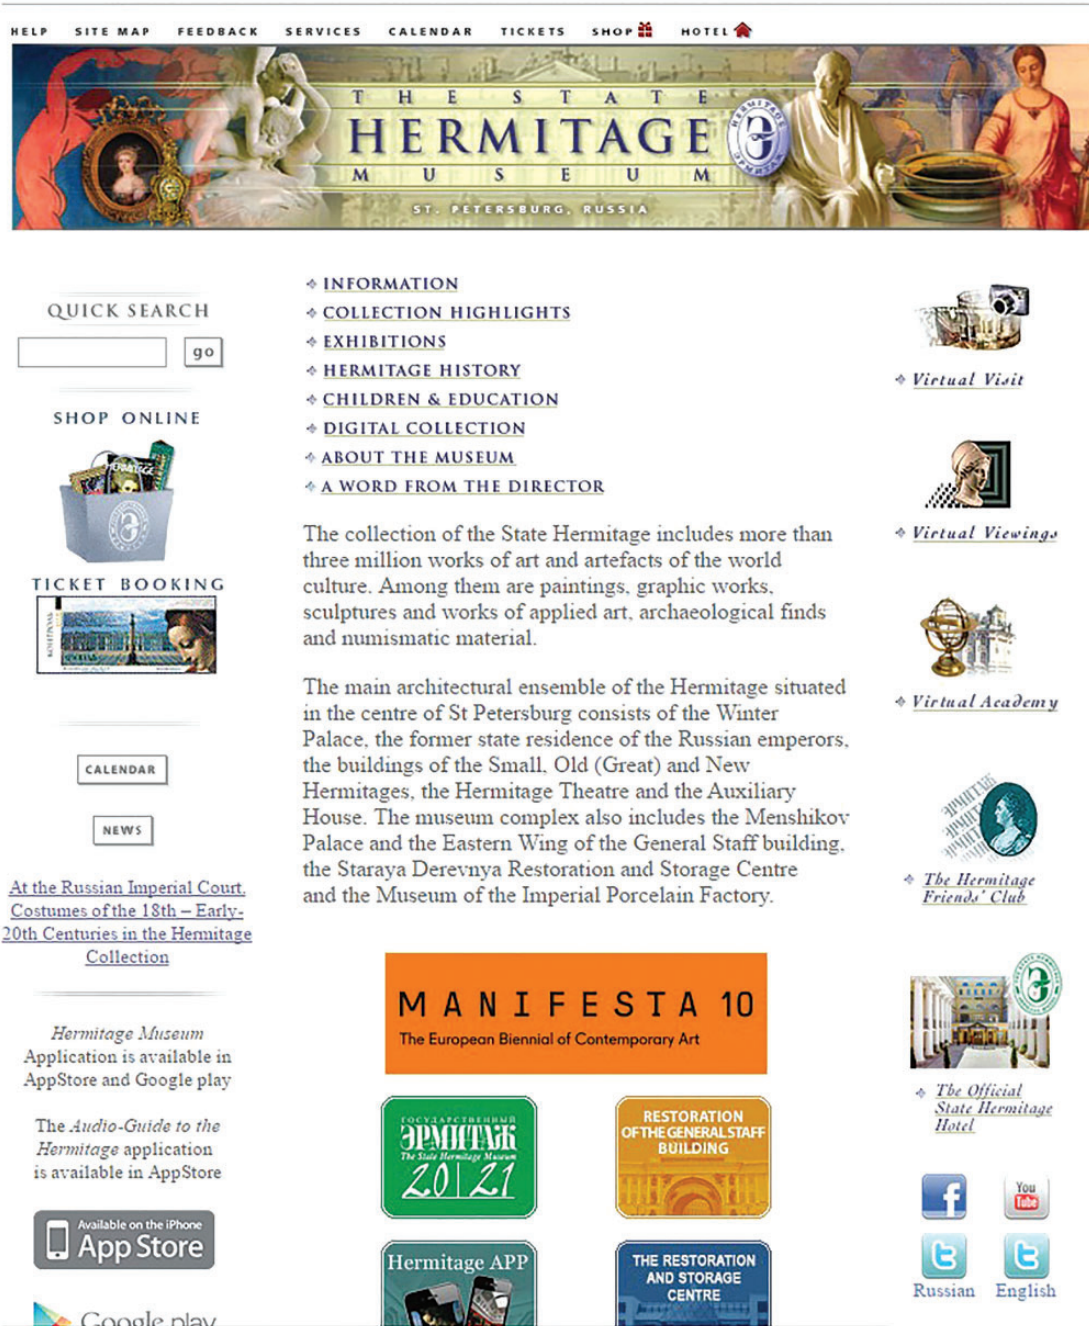 HELP SITE MAP FEEDBACK SERVICES CALENDAR TICKETS SHOP HOTEL
THE STATE
HERMITAGE
MUSEUM
ST. PETERSBURG, RUSSIA
QUICK SEARCH
go
SHOP ONLINE
HERMITAGE
TICKET BOOKING
CALENDAR
NEWS
At the Russian Imperial Court.
Costumes of the 18th – Early-
20th Centuries in the Hermitage
Collection
Hermitage Museum
Application is available in
AppStore and Google play
The Audio-Guide to the
Hermitage application
is available in AppStore
Available on the iPhone
App Store
Google play
INFORMATION
COLLECTION HIGHLIGHTS
EXHIBITIONS
HERMITAGE HISTORY
CHILDREN & EDUCATION
DIGITAL COLLECTION
ABOUT THE MUSEUM
A WORD FROM THE DIRECTOR
The collection of the State Hermitage includes more than
three million works of art and artefacts of the world
culture. Among them are paintings, graphic works,
sculptures and works of applied art, archaeological finds
and numismatic material.
The main architectural ensemble of the Hermitage situated
in the centre of St Petersburg consists of the Winter
Palace, the former state residence of the Russian emperors,
the buildings of the Small, Old (Great) and New
Hermitages, the Hermitage Theatre and the Auxiliary
House. The museum complex also includes the Menshikov
Palace and the Eastern Wing of the General Staff building,
the Staraya Derevnya Restoration and Storage Centre
and the Museum of the Imperial Porcelain Factory.
MANIFESTA 10
The European Biennial of Contemporary Art
ГОСУДАРСТВЕННЫЙ
ЭРМИТАЖ
The State Hermitage Museum
20|21
RESTORATION
OF THE GENERAL STAFF
BUILDING
Hermitage APP
THE RESTORATION
AND STORAGE
CENTRE
Virtual Visit
Virtual Viewings
Virtual Academy
ЭРМИТАЖ
The Hermitage
Friends' Club
The Official
State Hermitage
Hotel
f
You
Tube
t
t
Russian English